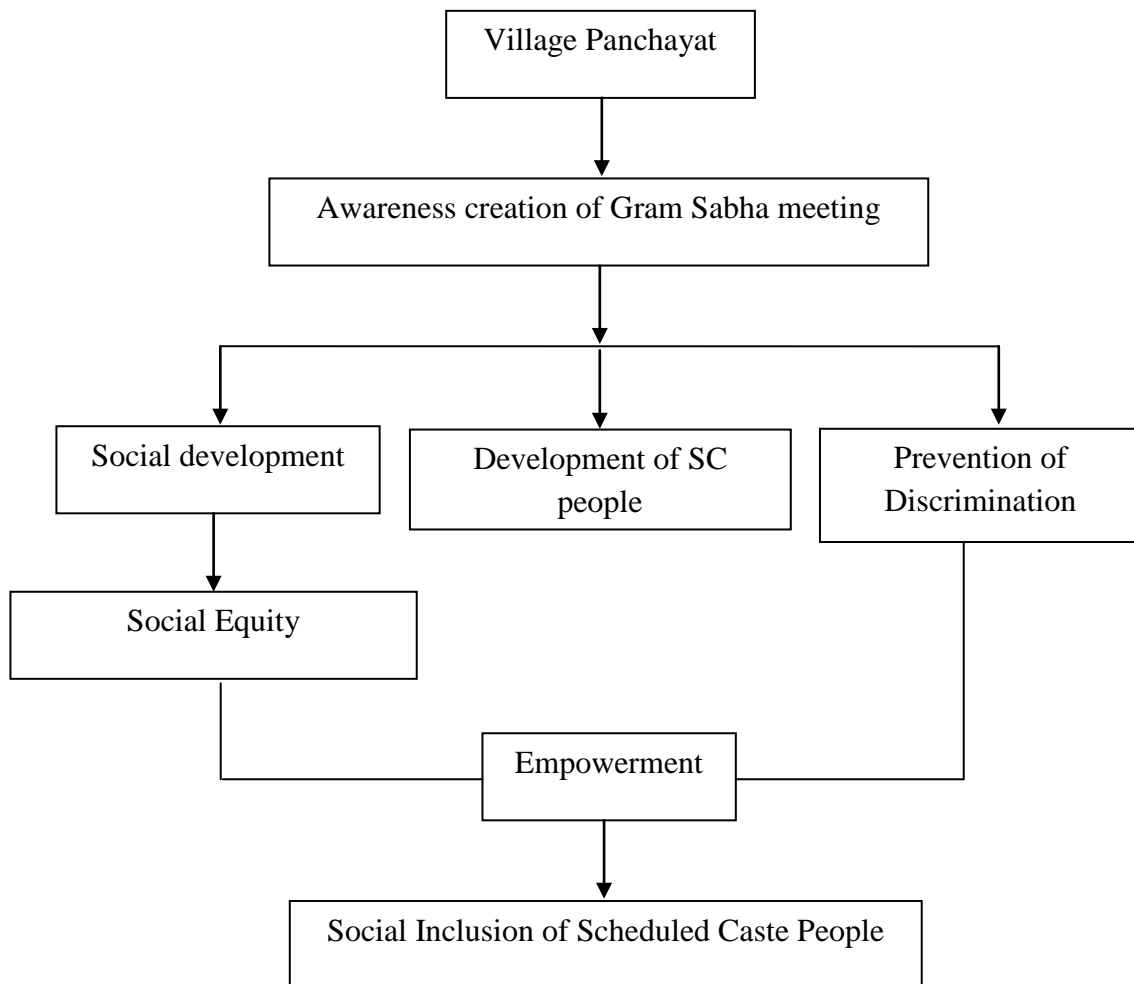 Village Panchayat
Awareness creation of Gram Sabha meeting
Social development
Development of SC
people
Prevention of
Discrimination
Social Equity
Empowerment
Social Inclusion of Scheduled Caste People